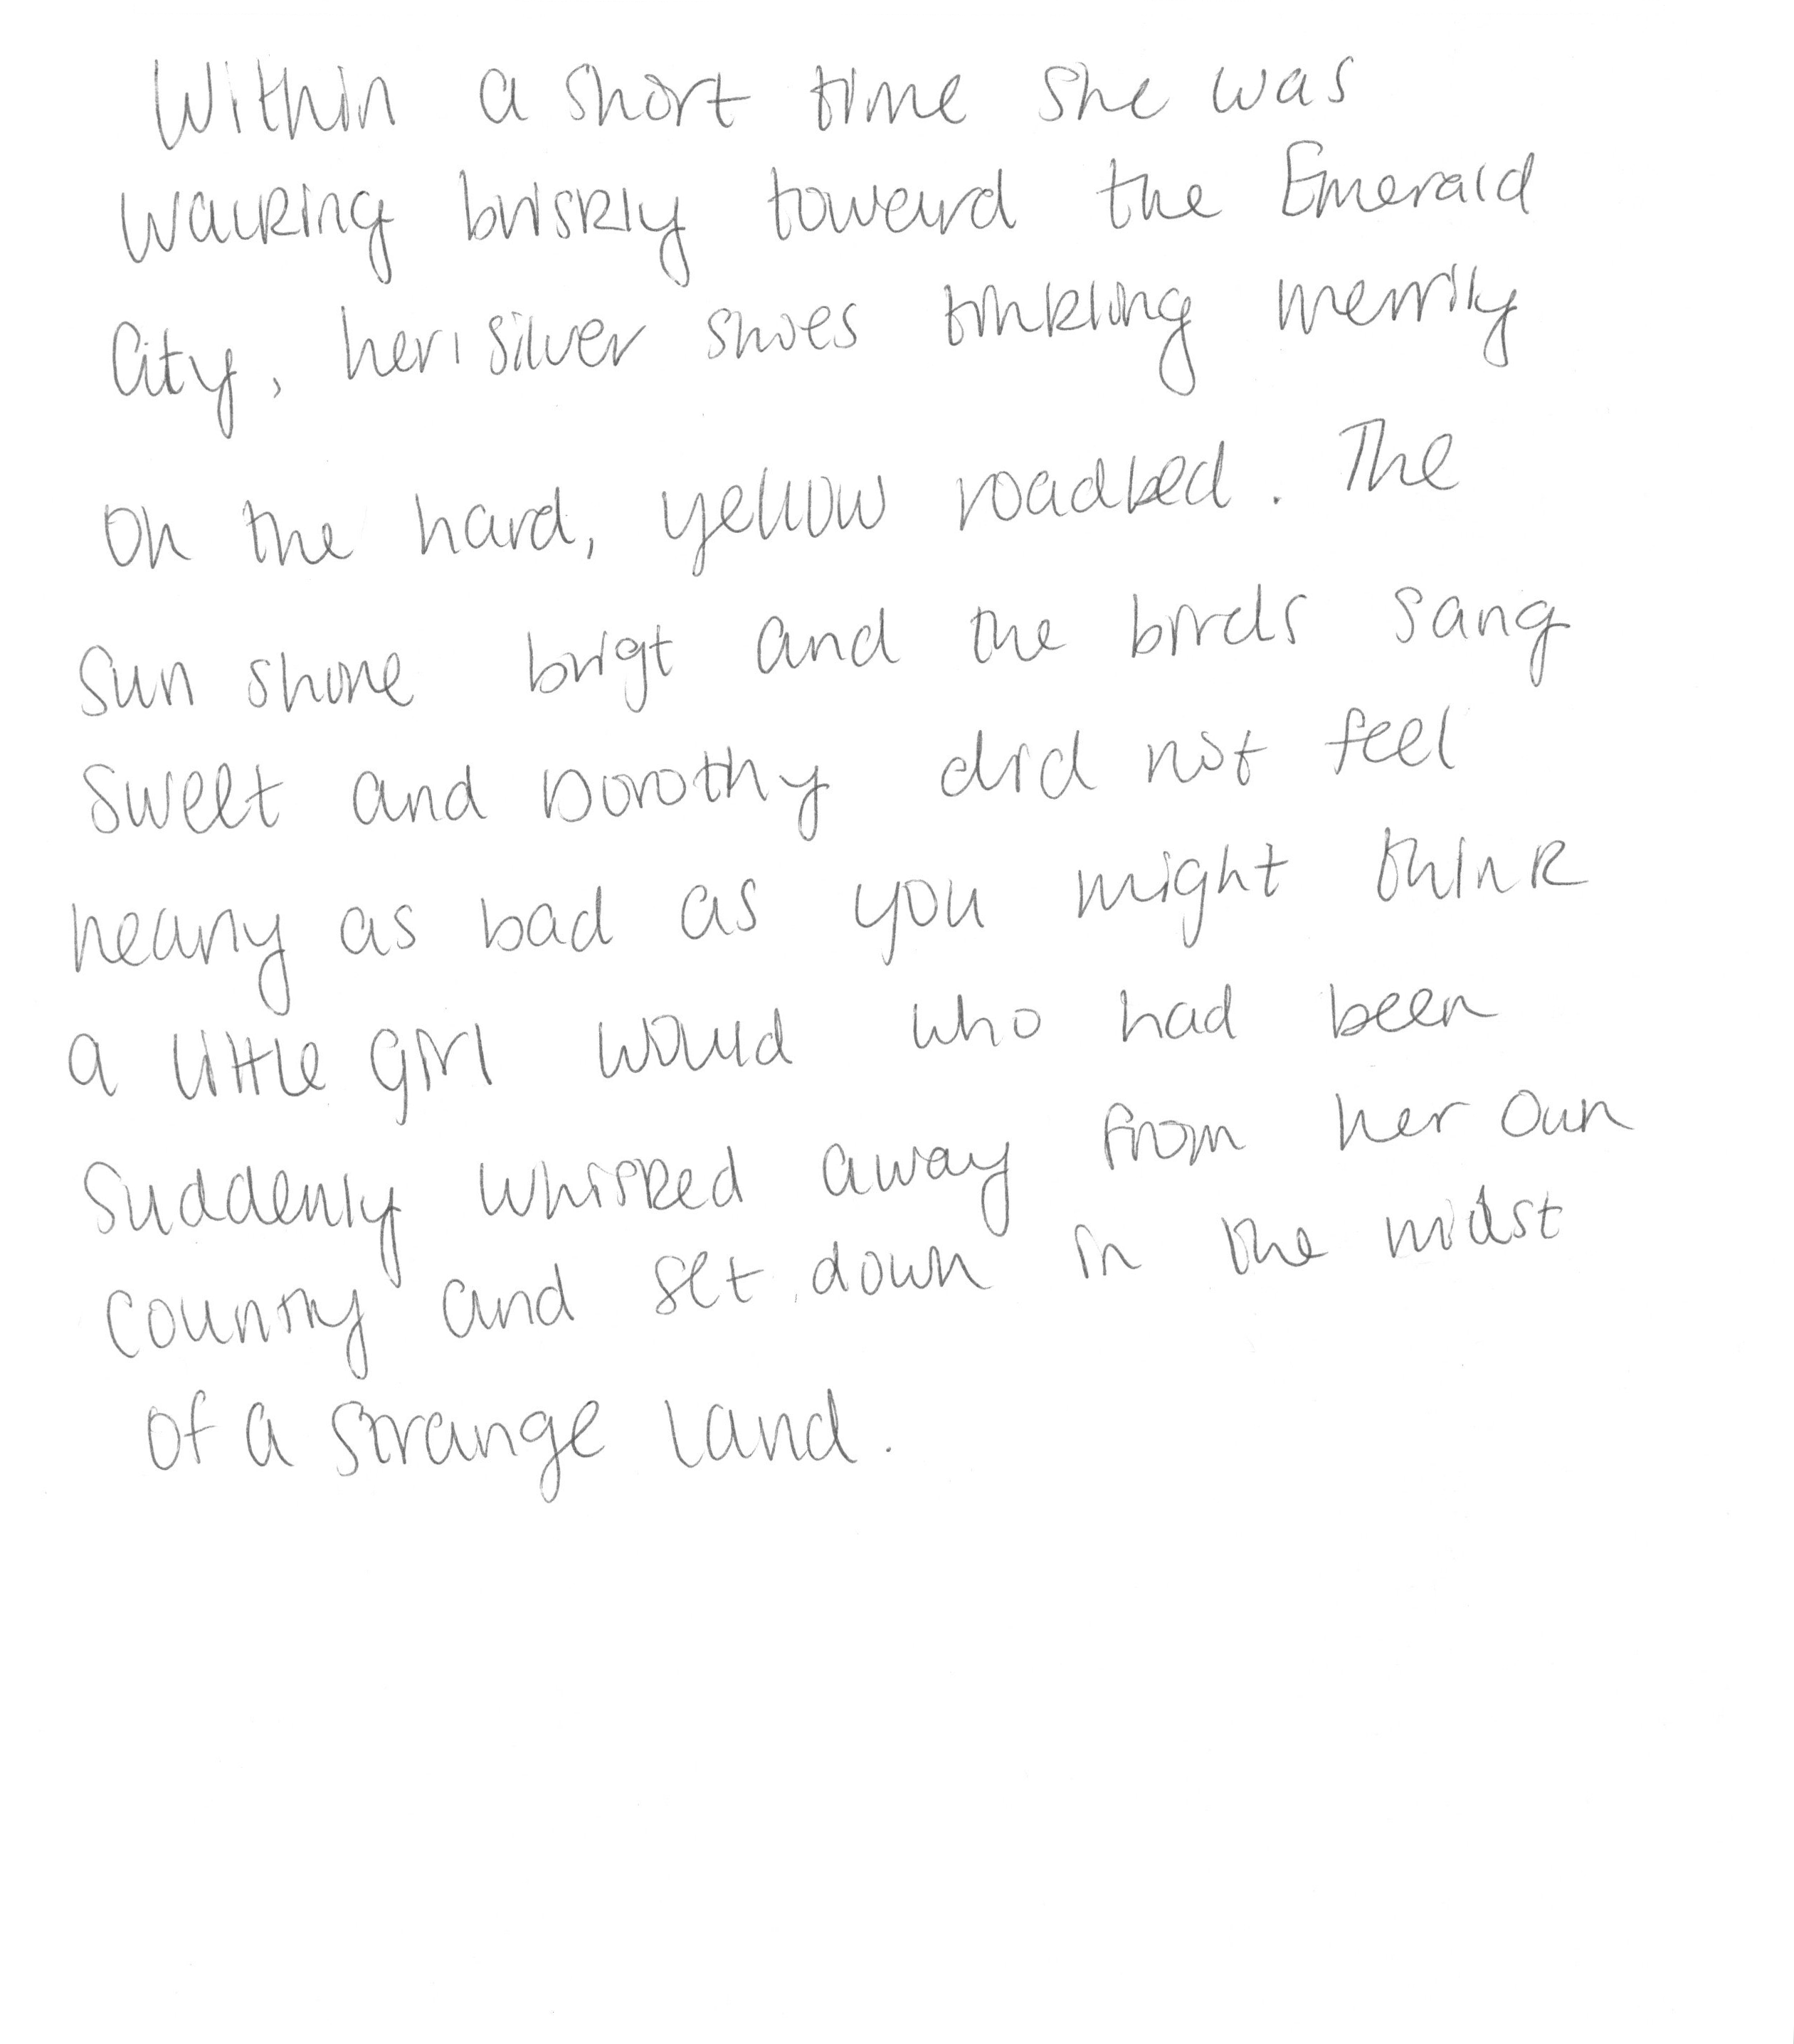 Within a short time she was
walking briskly toward the Emerald
City, her silver shoes tinkling merrily
on the hard, yellow roadbed. The
sun shone brigt and the birds sang
sweet and Dorothy did not feel
nearly as bad as you might think
a little girl would who had been
suddenly whisked away from her own
country and set down in the midst
of a strange land.